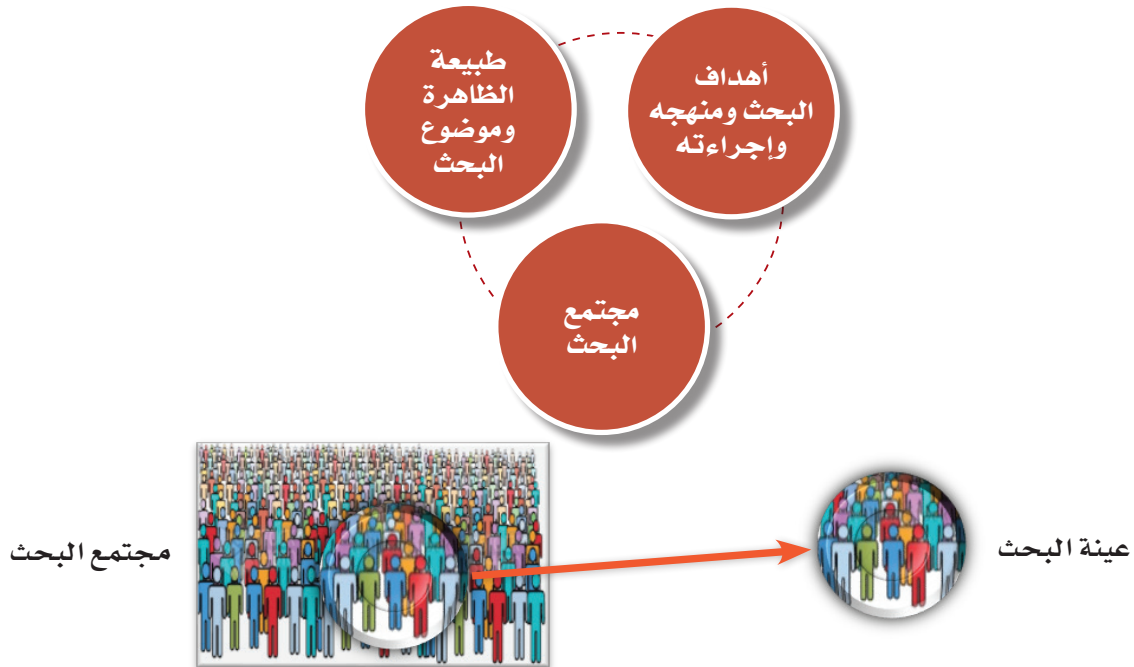 أهداف
البحث ومنهجه
وإجراءته
طبيعة
الظاهرة
وموضوع
البحث
مجتمع
البحث
مجتمع البحث
عينة البحث